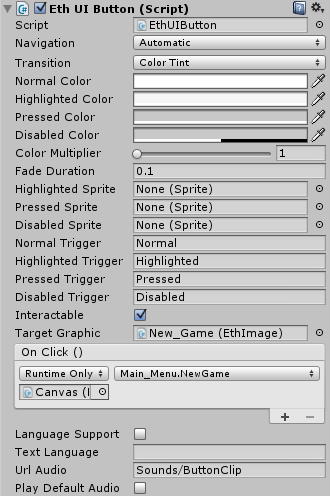 Eth UI Button (Script)
Script EthUIButton
Navigation Automatic
Transition Color Tint
Normal Color
Highlighted Color
Pressed Color
Disabled Color
Color Multiplier 1
Fade Duration 0.1
Highlighted Sprite None (Sprite)
Pressed Sprite None (Sprite)
Disabled Sprite None (Sprite)
Normal Trigger Normal
Highlighted Trigger Highlighted
Pressed Trigger Pressed
Disabled Trigger Disabled
Interactable
Target Graphic New_Game (EthImage)
On Click ()
Runtime Only Main_Menu.NewGame
Canvas (
Language Support
Text Language
Url Audio Sounds/ButtonClip
Play Default Audio